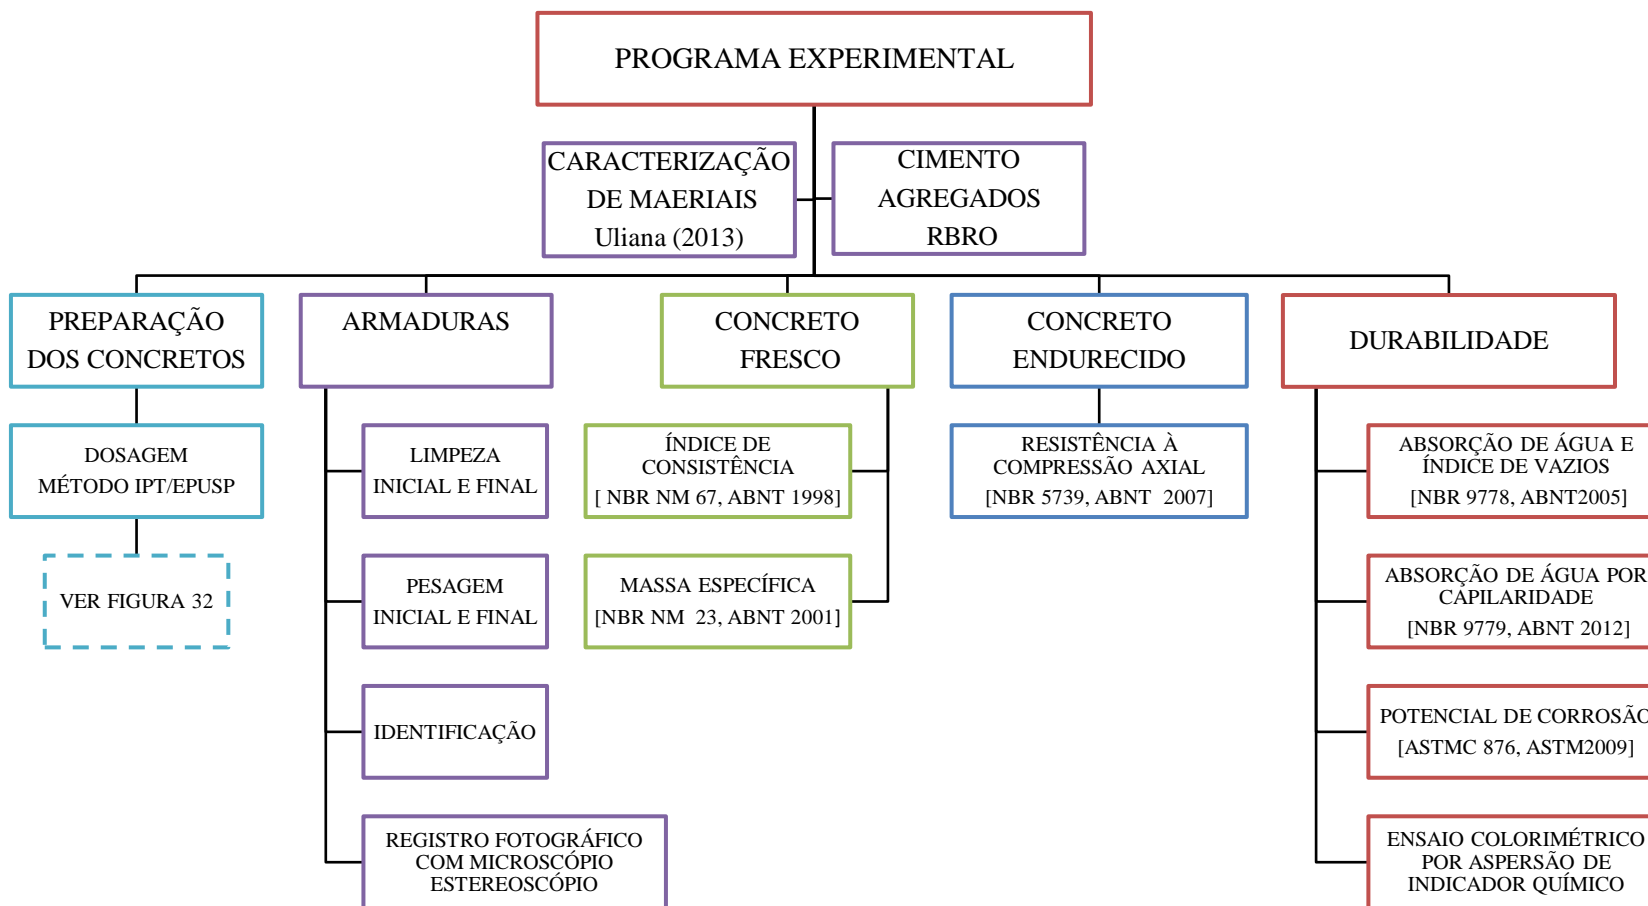 PROGRAMA EXPERIMENTAL
CARACTERIZAÇÃO
DE MAERIAIS
Uliana (2013)
CIMENTO
AGREGADOS
RBRO
PREPARAÇÃO
DOS CONCRETOS
DOSAGEM
MÉTODO IPT/EPUSP
VER FIGURA 32
ARMADURAS
LIMPEZA
INICIAL E FINAL
PESAGEM
INICIAL E FINAL
IDENTIFICAÇÃO
REGISTRO FOTOGRÁFICO
COM MICROSCÓPIO
ESTEREOSCÓPIO
CONCRETO
FRESCO
ÍNDICE DE
CONSISTÊNCIA
[ NBR NM 67, ABNT 1998]
MASSA ESPECÍFICA
[NBR NM 23, ABNT 2001]
CONCRETO
ENDURECIDO
RESISTÊNCIA À
COMPRESSÃO AXIAL
[NBR 5739, ABNT 2007]
DURABILIDADE
ABSORÇÃO DE ÁGUA E
ÍNDICE DE VAZIOS
[NBR 9778, ABNT2005]
ABSORÇÃO DE ÁGUA POR
CAPILARIDADE
[NBR 9779, ABNT 2012]
POTENCIAL DE CORROSÃO
[ASTMC 876, ASTM2009]
ENSAIO COLORIMÉTRICO
POR ASPERSÃO DE
INDICADOR QUÍMICO